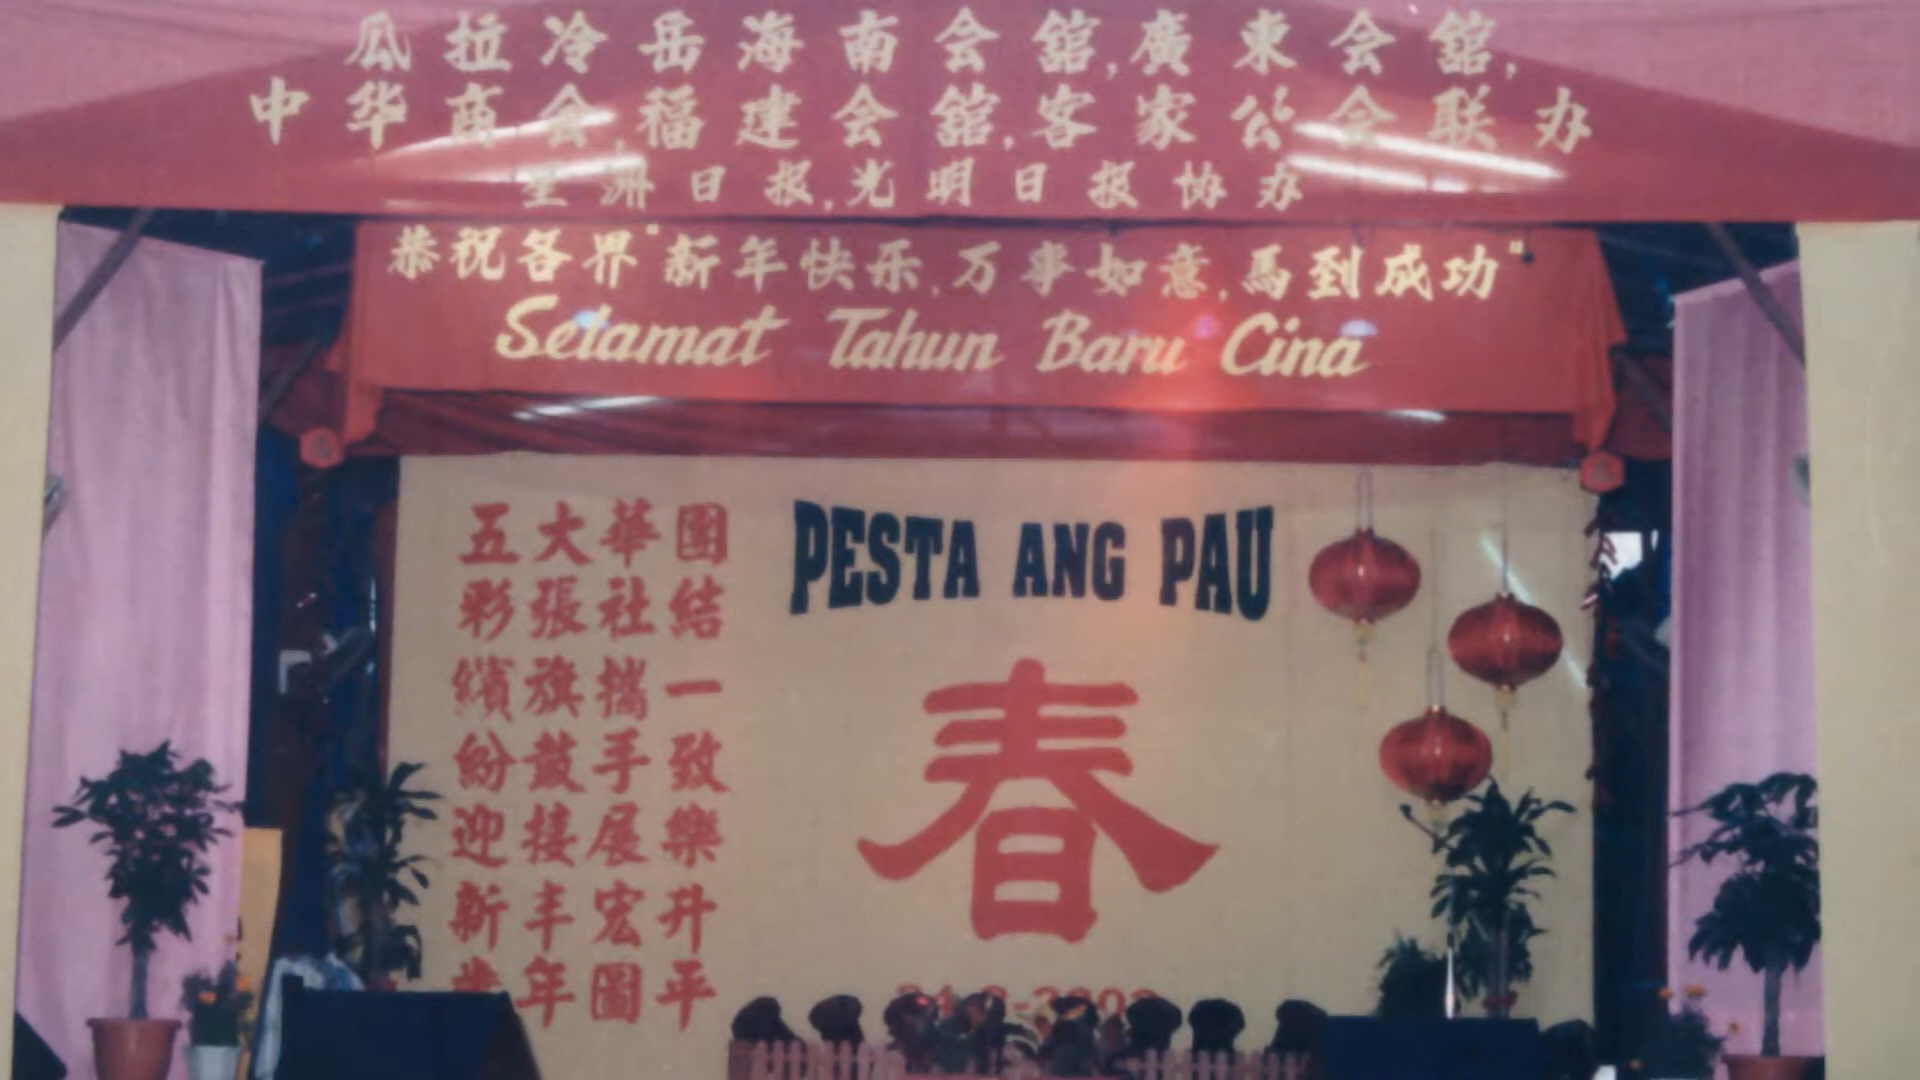 瓜拉冷岳海南会舘,廣東会舘,
中华商会,福建会舘,客家公会联办
星洲日报,光明日报协办
恭祝各界"新年快乐,万事如意,馬到成功"
Selamat Tahun Baru Cina
PESTA ANG PAU
春
團結一致樂升平
華社攜手展宏圖
大張旗鼓接丰年
五彩繽紛迎新歲